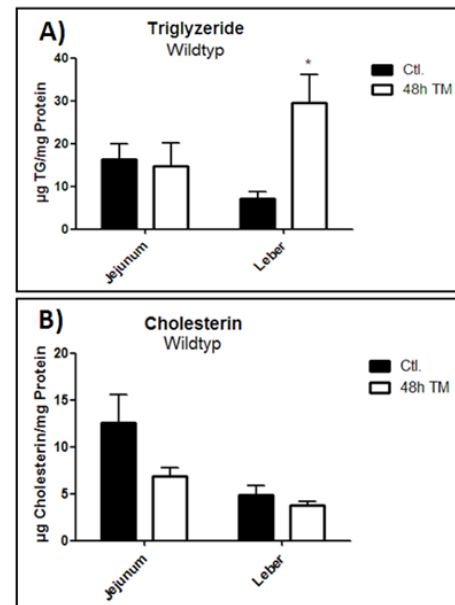 A)
Triglyzeride
Wildtyp
Ctl.
48h TM
*
µg TG/mg Protein
40
30
20
10
0
Jejunum
Leber
B)
Cholesterin
Wildtyp
Ctl.
48h TM
µg Cholesterin/mg Protein
20
15
10
5
0
Jejunum
Leber